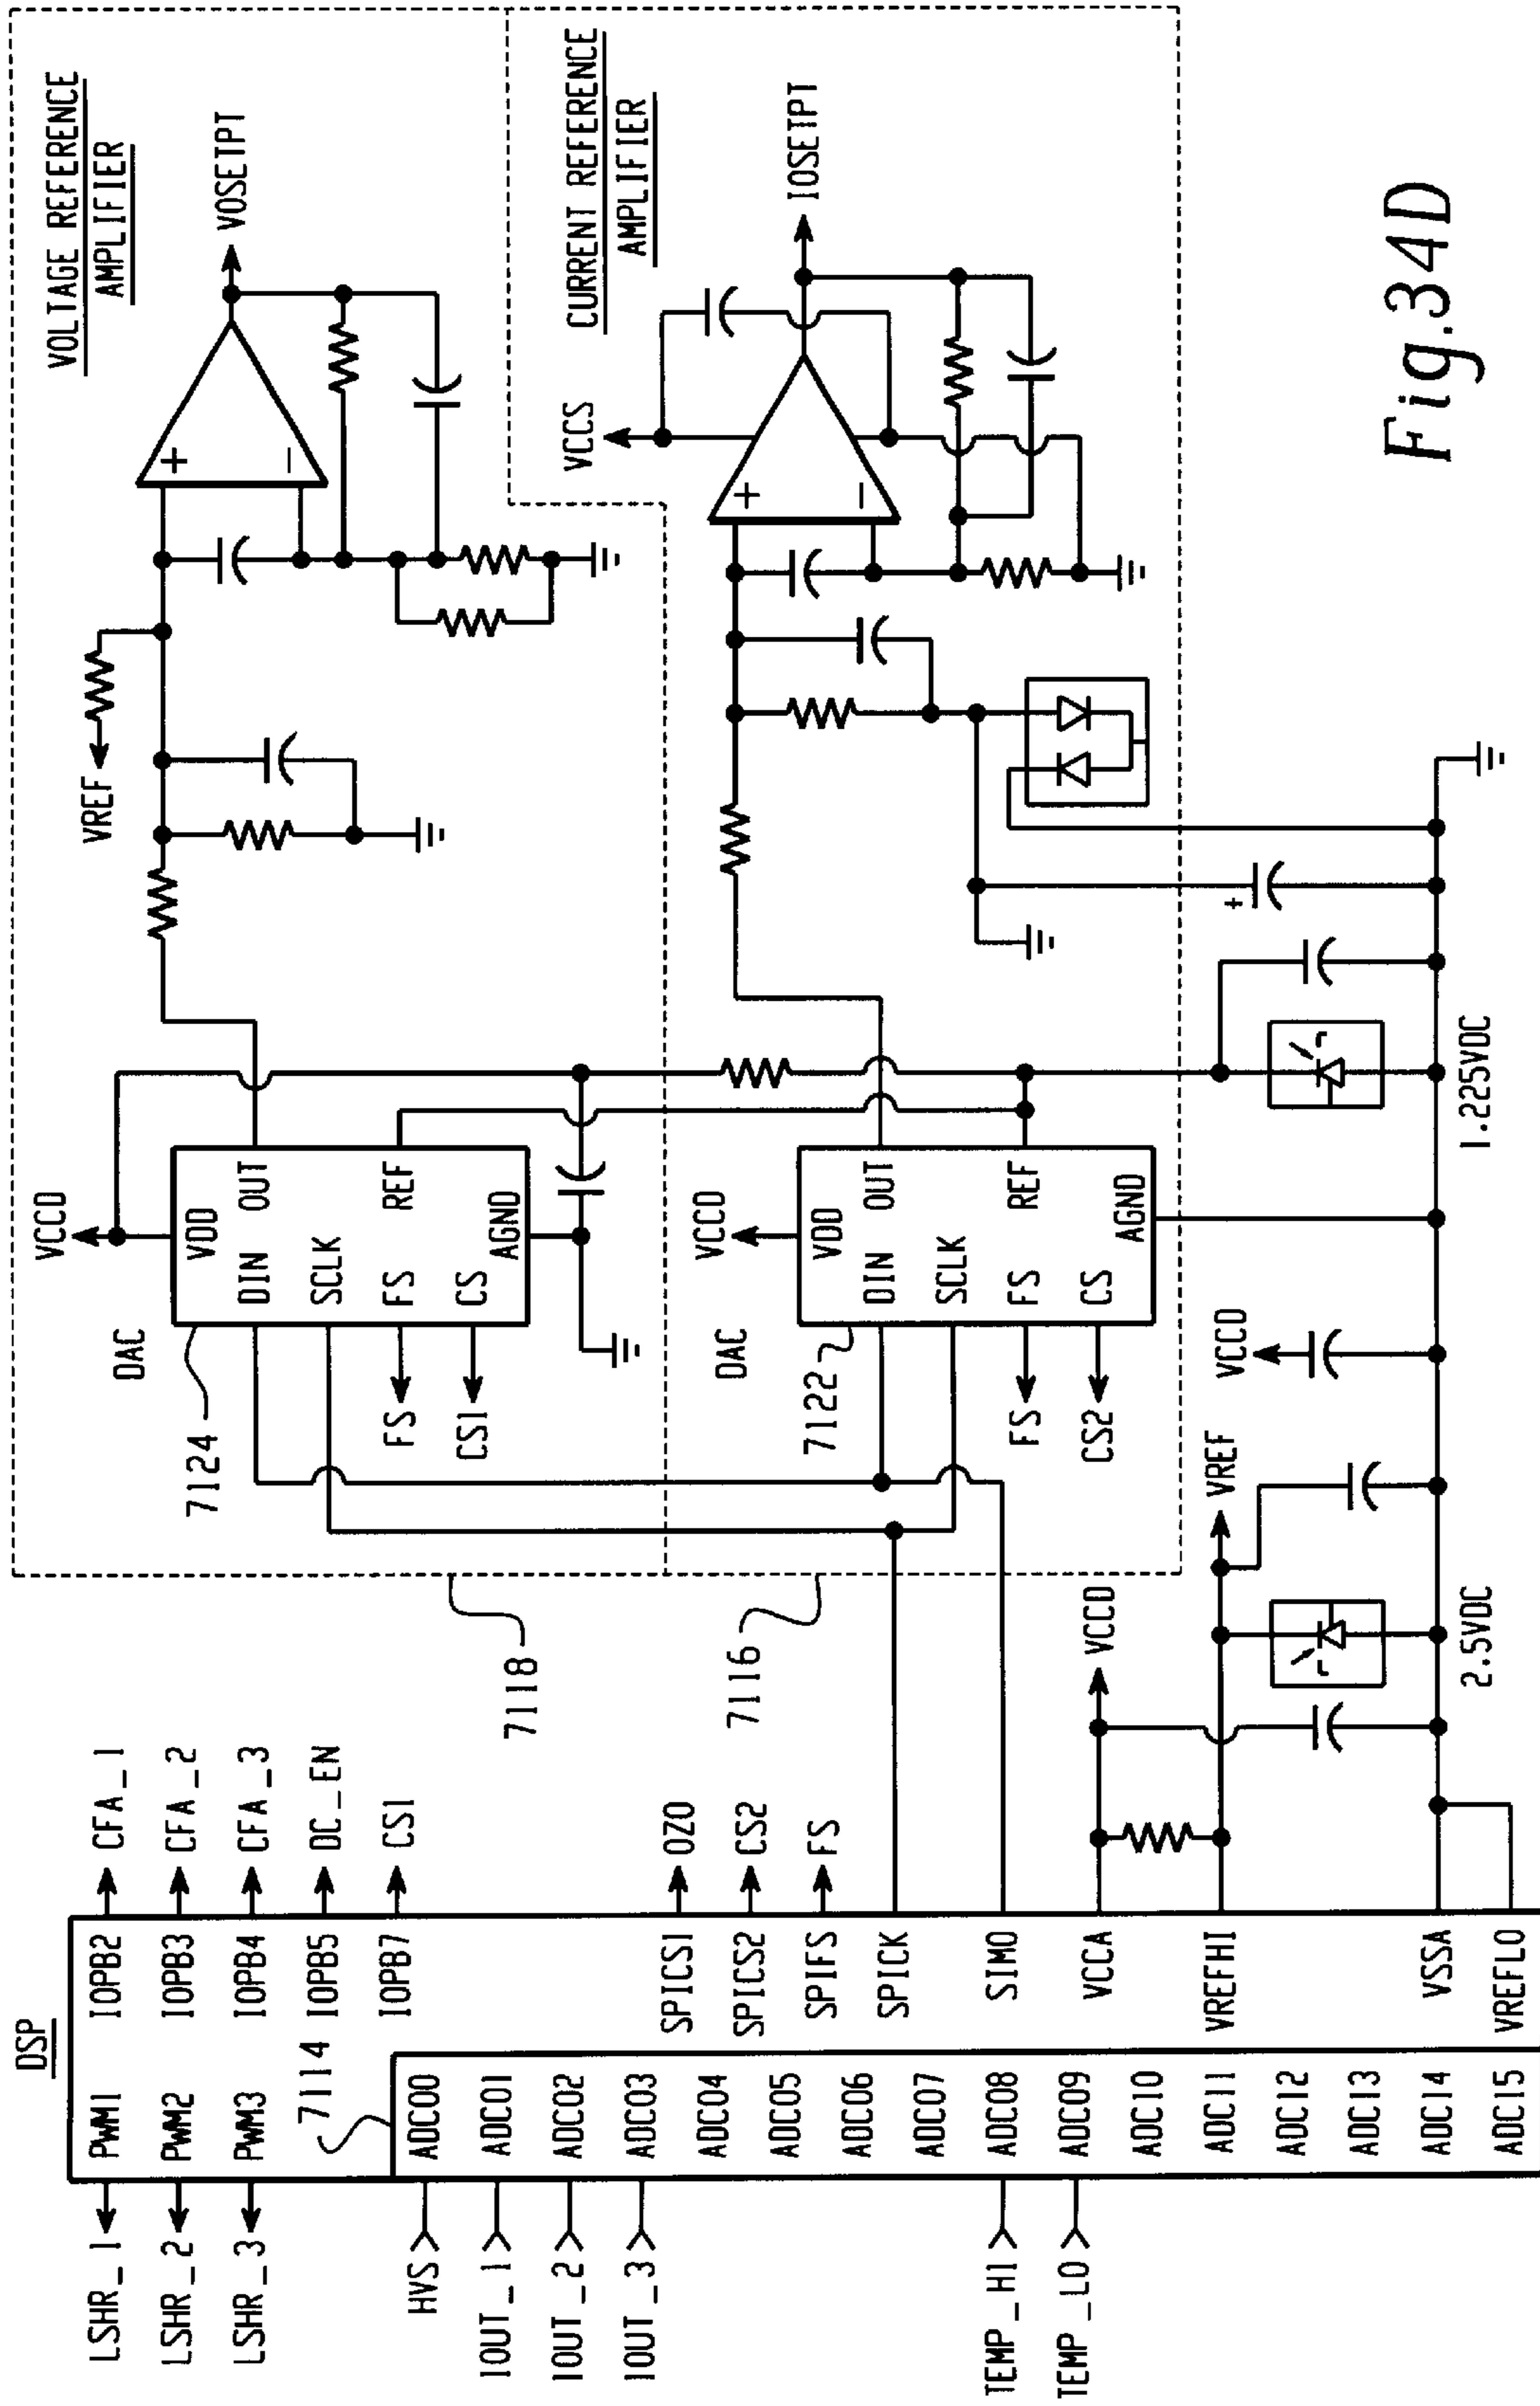 DSP
LSHR_1
LSHR_2
LSHR_3
PWM1
PWM2
PWM3
7114
HVS
IOUT_1
IOUT_2
IOUT_3
TEMP_HI
TEMP_LO
ADC00
ADC01
ADC02
ADC03
ADC04
ADC05
ADC06
ADC07
ADC08
ADC09
ADC10
ADC11
ADC12
ADC13
ADC14
ADC15
IOPB2
IOPB3
IOPB4
IOPB5
IOPB7
SPICS1
SPICS2
SPIFS
SPICK
SIMO
VCCA
VREFHI
VSSA
VREFLO
CFA_1
CFA_2
CFA_3
DC_EN
CS1
OZO
CS2
FS
7118
7116
VCCD
VREF
2.5VDC
VCCD
1.225VDC
7124
DAC
VCCD
VDD
DIN
OUT
SCLK
FS
REF
CS
AGND
FS
CS1
7122
DAC
VCCD
VDD
DIN
OUT
SCLK
FS
REF
CS
AGND
FS
CS2
VREF
+
–
VOLTAGE REFERENCE
AMPLIFIER
VOSETPT
+
VCCS
+
–
CURRENT REFERENCE
AMPLIFIER
IOSETPT
Fig.34D